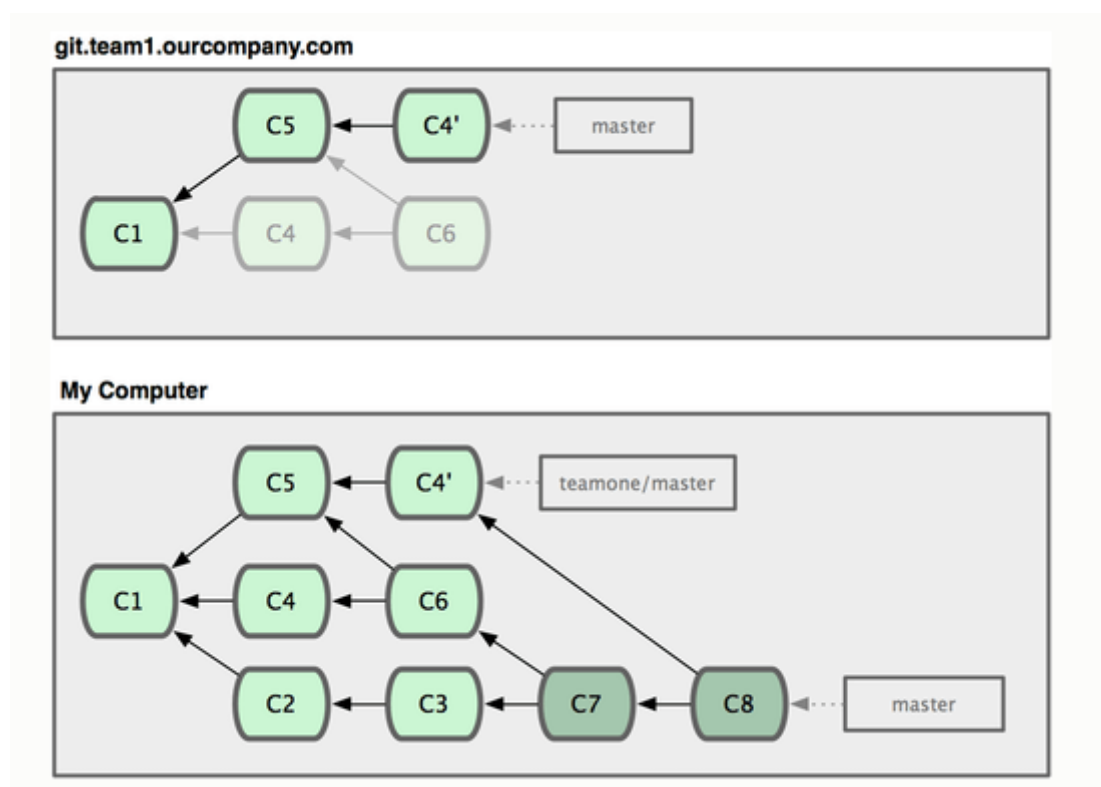 git.team1.ourcompany.com
C5 C4' master
C1 C4 C6
My Computer
C5 C4' teamone/master
C1 C4 C6
C2 C3 C7 C8 master